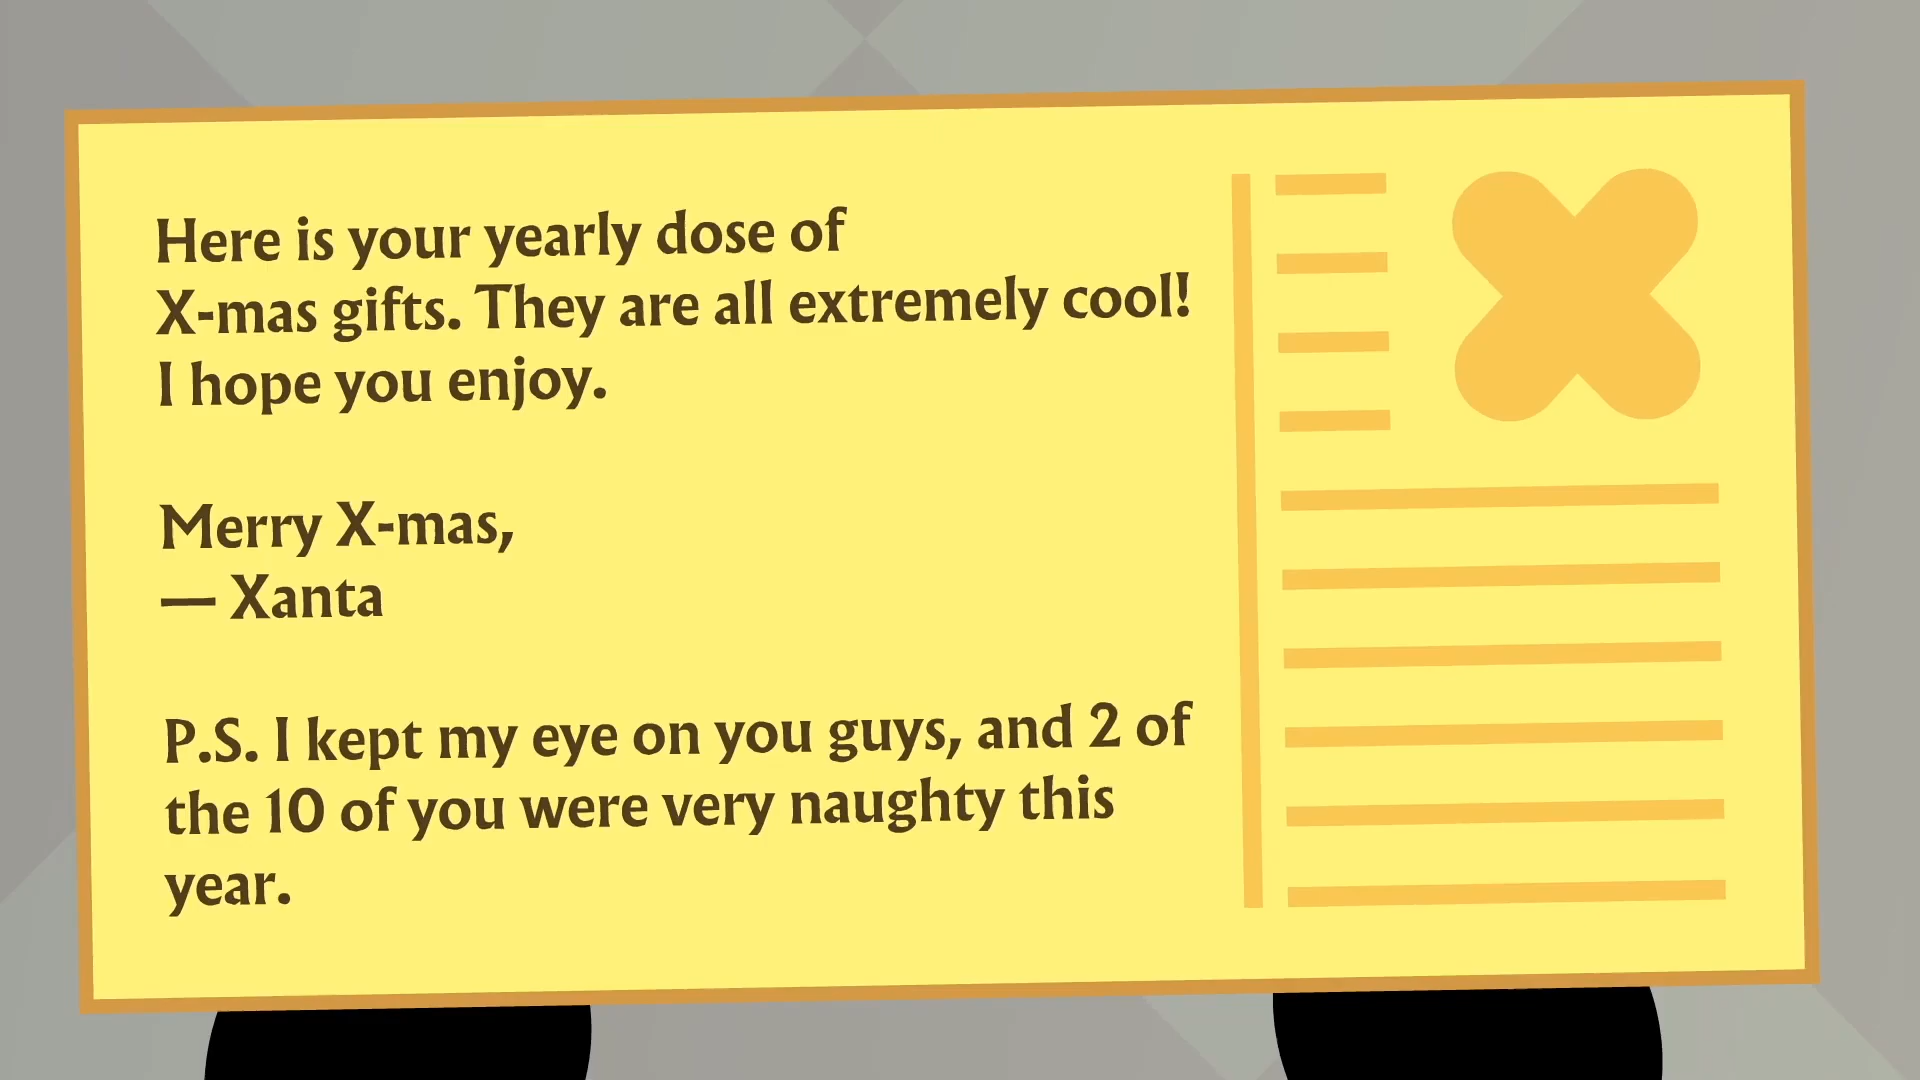 Here is your yearly dose of
X-mas gifts. They are all extremely cool!
I hope you enjoy.
Merry X-mas,
— Xanta
P.S. I kept my eye on you guys, and 2 of
the 10 of you were very naughty this
year.